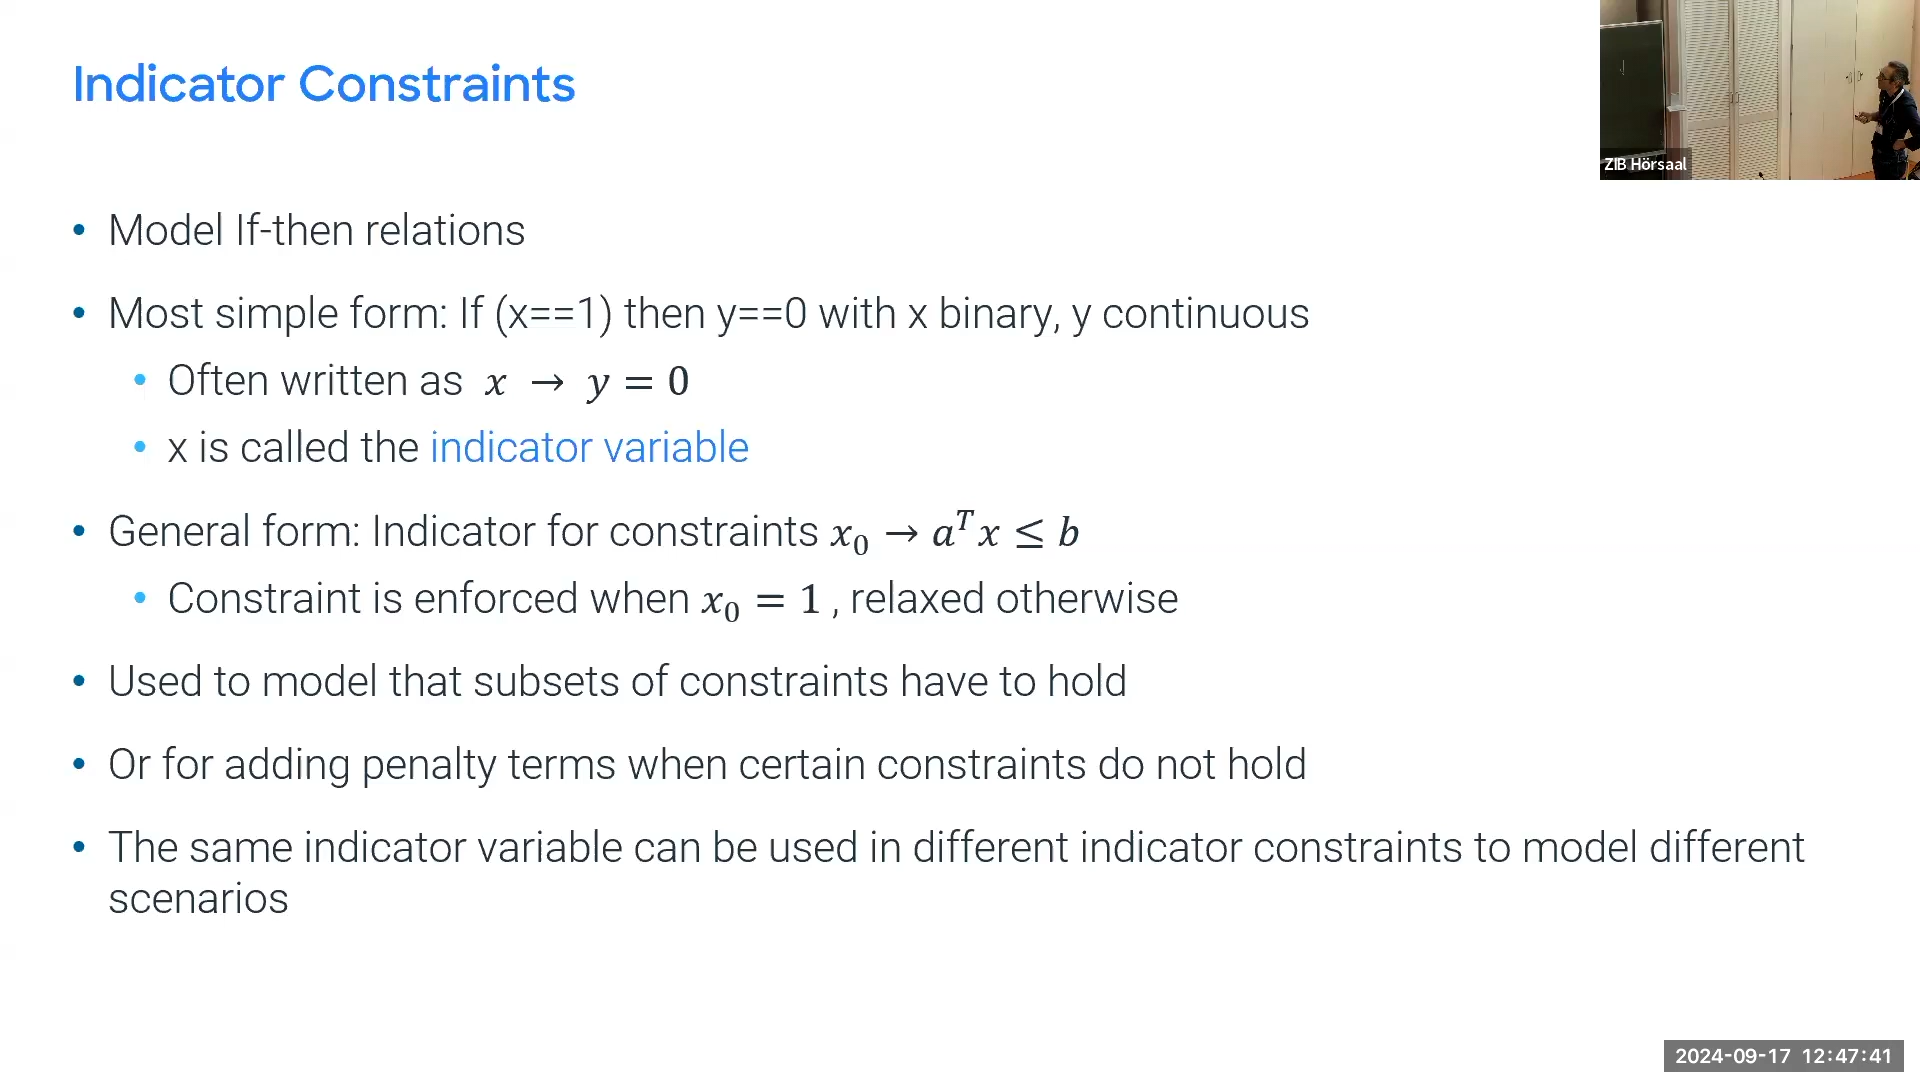 Indicator Constraints
ZIB Hörsaal
• Model If-then relations
• Most simple form: If (x==1) then y==0 with x binary, y continuous
• Often written as x → y = 0
• x is called the indicator variable
• General form: Indicator for constraints x₀ → aᵀx ≤ b
• Constraint is enforced when x₀ = 1 , relaxed otherwise
• Used to model that subsets of constraints have to hold
• Or for adding penalty terms when certain constraints do not hold
• The same indicator variable can be used in different indicator constraints to model different
scenarios
2024-09-17 12:47:41